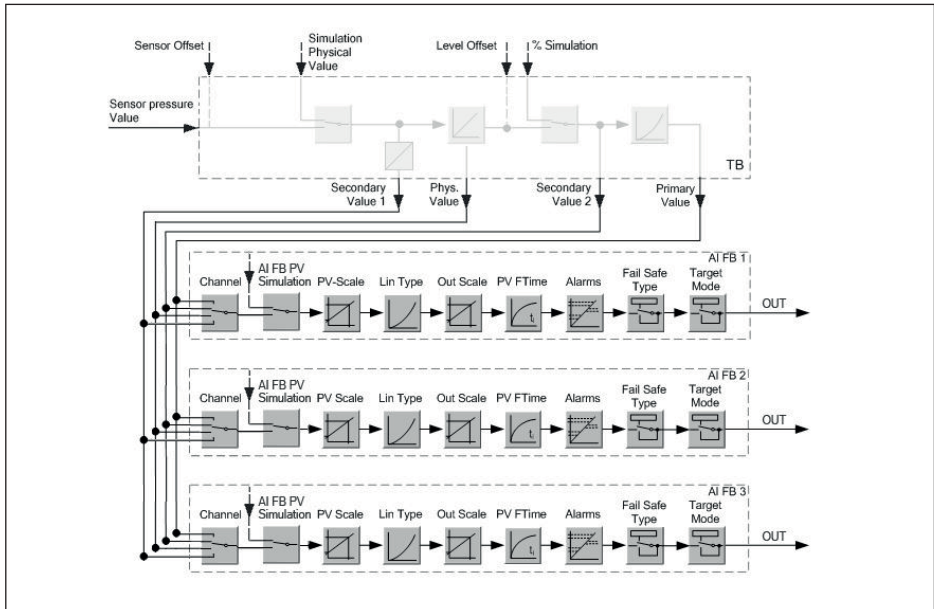 Sensor Offset
Simulation
Physical
Value
Level Offset
% Simulation
Sensor pressure
Value
TB
Secondary
Value 1
Phys.
Value
Secondary
Value 2
Primary
Value
AI FB 1
Channel
AI FB PV
Simulation
PV-Scale
Lin Type
Out Scale
PV FTime
Alarms
Fail Safe
Type
Target
Mode
OUT
ti
AI FB 2
Channel
AI FB PV
Simulation
PV Scale
Lin Type
Out Scale
PV FTime
Alarms
Fail Safe
Type
Target
Mode
OUT
ti
AI FB 3
Channel
AI FB PV
Simulation
PV Scale
Lin Type
Out Scale
PV FTime
Alarms
Fail Safe
Type
Target
Mode
OUT
ti